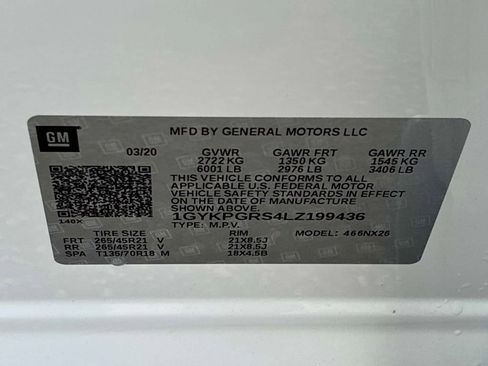 GM
MFD BY GENERAL MOTORS LLC
03/20 GVWR GAWR FRT GAWR RR
2722 KG 1350 KG 1545 KG
6001 LB 2976 LB 3406 LB
THIS VEHICLE CONFORMS TO ALL
APPLICABLE U.S. FEDERAL MOTOR
VEHICLE SAFETY STANDARDS IN EFFECT
ON THE DATE OF MANUFACTURE SHOWN ABOVE.
140X 1GYKPGRS4LZ199436
TYPE: M.P.V. MODEL: 466NX26
TIRE SIZE RIM
FRT 265/45R21 V 21X8.5J
RR 265/45R21 V 21X8.5J
SPA T135/70R18 M 18X4.5B